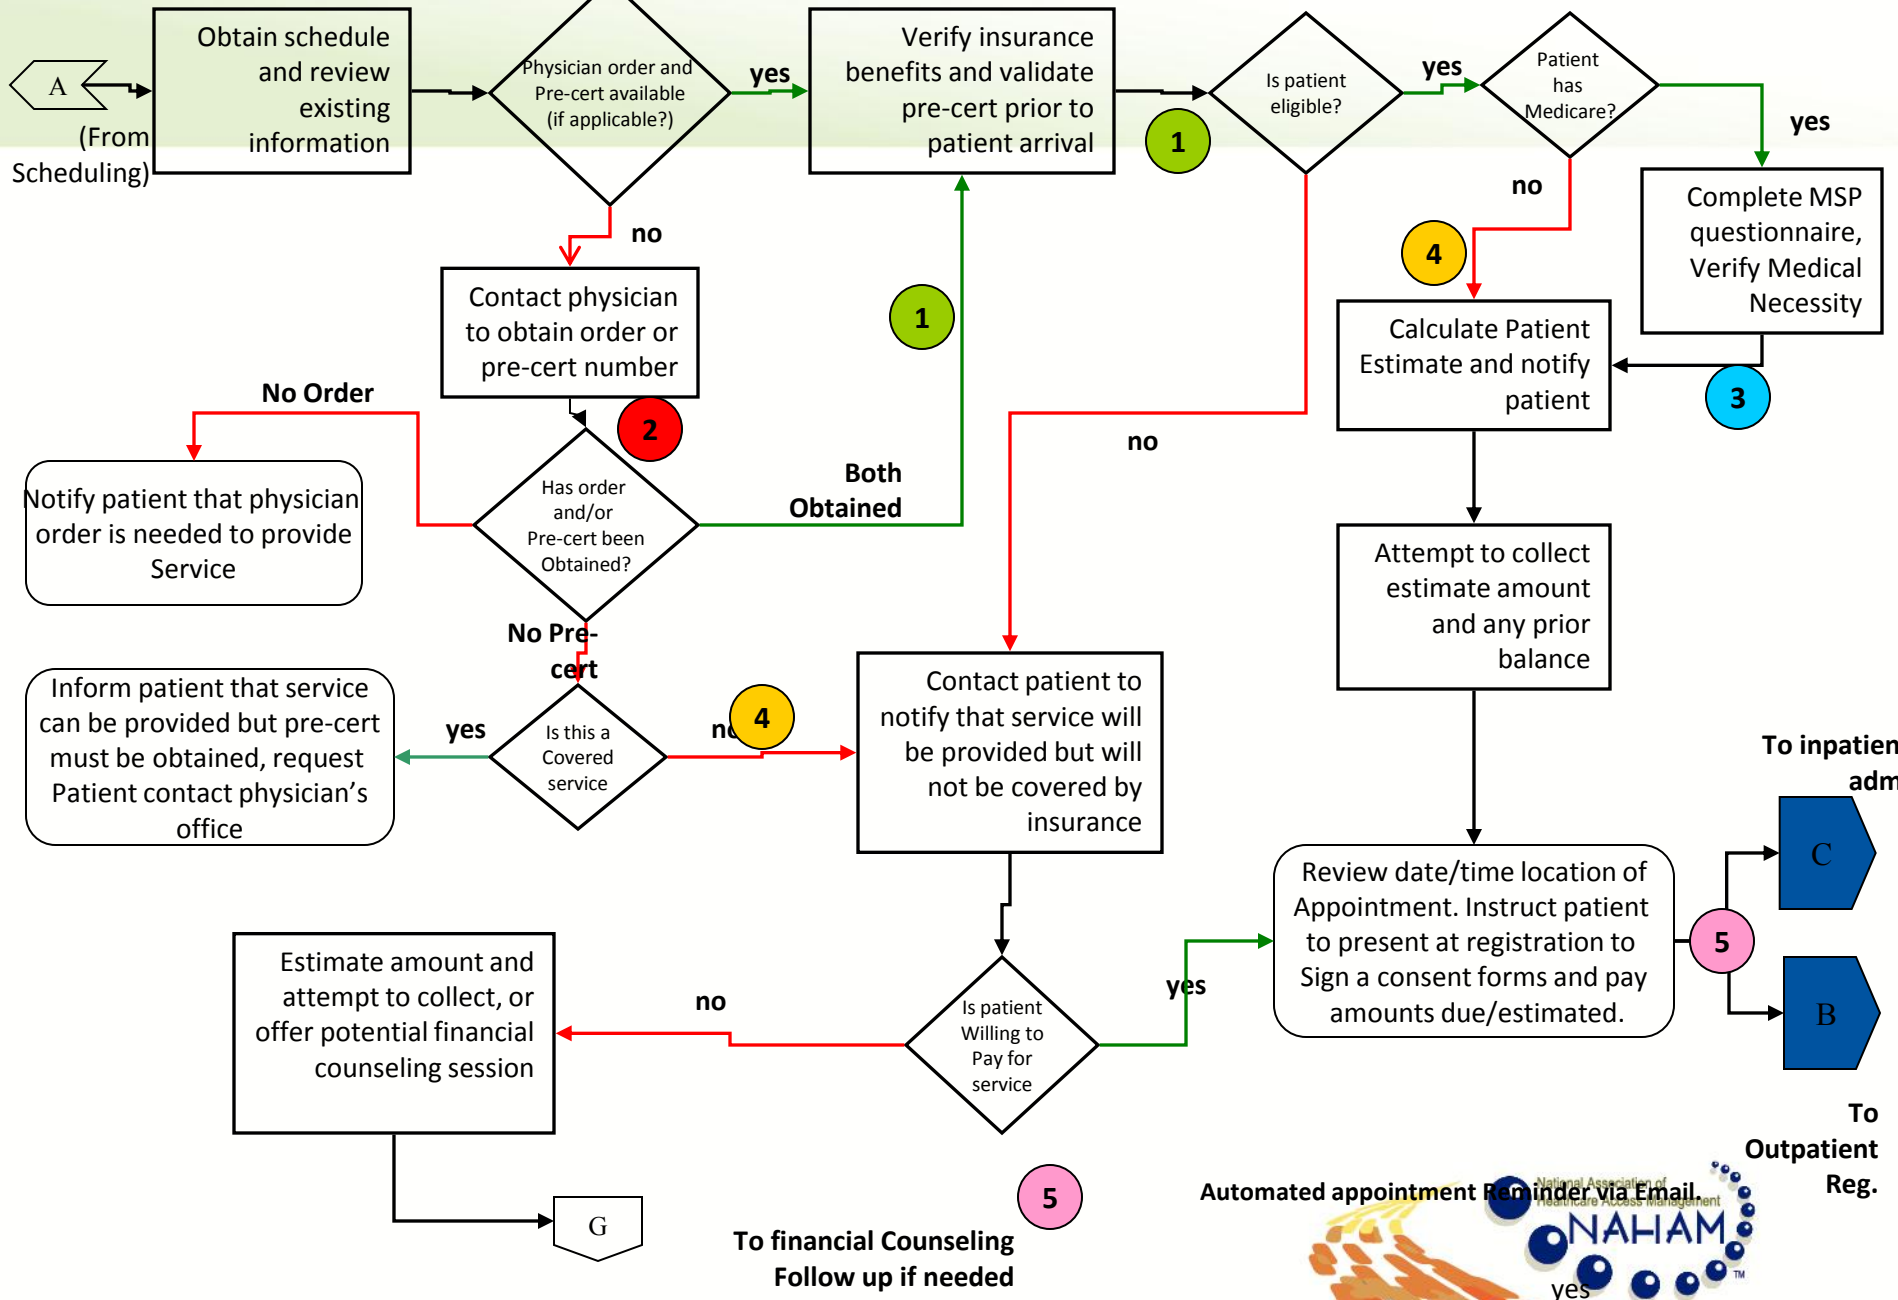 A
(From
Scheduling)
Obtain schedule
and review
existing
information
Physician order and
Pre-cert available
(if applicable?)
yes
Verify insurance
benefits and validate
pre-cert prior to
patient arrival
1
Is patient
eligible?
yes
Patient
has
Medicare?
yes
no
no
4
Complete MSP
questionnaire,
Verify Medical
Necessity
Contact physician
to obtain order or
pre-cert number
1
Calculate Patient
Estimate and notify
patient
3
No Order
2
no
Both
Obtained
Has order
and/or
Pre-cert been
Obtained?
Notify patient that physician
order is needed to provide
Service
Attempt to collect
estimate amount
and any prior
balance
No Pre-
cert
Inform patient that service
can be provided but pre-cert
must be obtained, request
Patient contact physician’s
office
yes
Is this a
Covered
service
no
4
Contact patient to
notify that service will
be provided but will
not be covered by
insurance
To inpatien
adm
C
Review date/time location of
Appointment. Instruct patient
to present at registration to
Sign a consent forms and pay
amounts due/estimated.
5
B
Estimate amount and
attempt to collect, or
offer potential financial
counseling session
no
Is patient
Willing to
Pay for
service
yes
To
Outpatient
Reg.
G
5
To financial Counseling
Follow up if needed
Automated appointment Reminder via Email.
National Association of
Healthcare Access Management
NAHAM
TM
yes